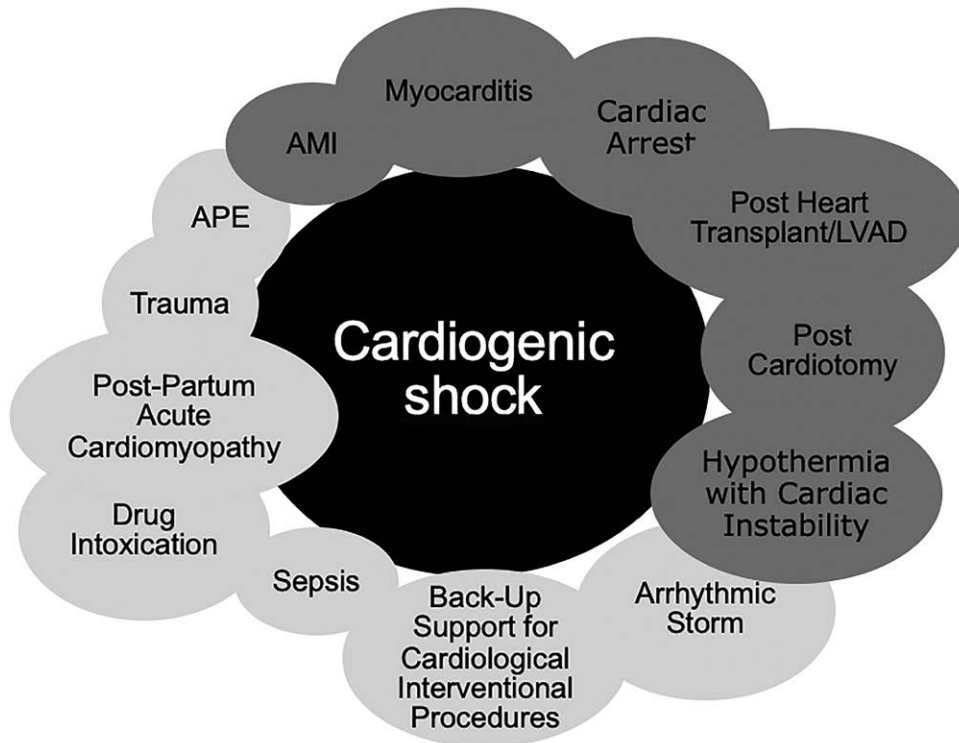 Myocarditis
Cardiac
Arrest
AMI
Post Heart
Transplant/LVAD
APE
Trauma
Cardiogenic
shock
Post
Cardiotomy
Post-Partum
Acute
Cardiomyopathy
Hypothermia
with Cardiac
Instability
Drug
Intoxication
Sepsis
Back-Up
Support for
Cardiological
Interventional
Procedures
Arrhythmic
Storm